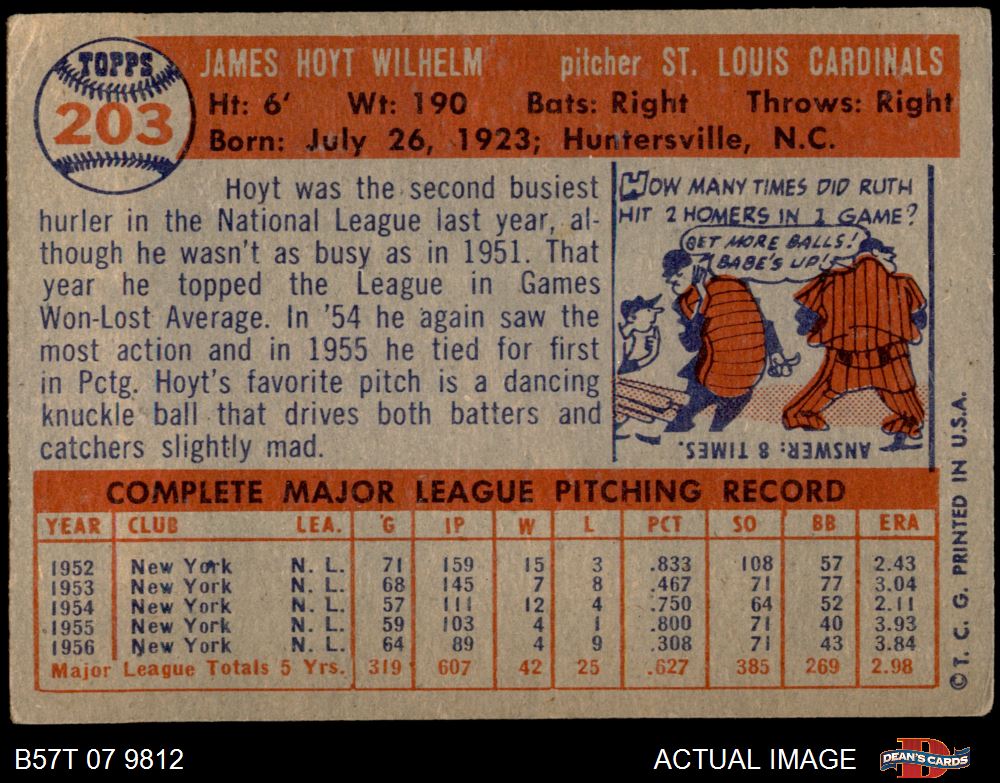 TOPPS
203
JAMES HOYT WILHELM pitcher ST. LOUIS CARDINALS
Ht: 6' Wt: 190 Bats: Right Throws: Right
Born: July 26, 1923; Huntersville, N.C.
Hoyt was the second busiest
hurler in the National League last year, al-
though he wasn't as busy as in 1951. That
year he topped the League in Games
Won-Lost Average. In '54 he again saw the
most action and in 1955 he tied for first
in Pctg. Hoyt's favorite pitch is a dancing
knuckle ball that drives both batters and
catchers slightly mad.
HOW MANY TIMES DID RUTH
HIT 2 HOMERS IN 1 GAME?
GET MORE BALLS!
BABE'S UP!
ANSWER: 8 TIMES.
COMPLETE MAJOR LEAGUE PITCHING RECORD
YEAR CLUB LEA. G IP W L PCT SO BB ERA
1952 New York N. L. 71 159 15 3 .833 108 57 2.43
1953 New York N. L. 68 145 7 8 .467 71 77 3.04
1954 New York N. L. 57 111 12 4 .750 64 52 2.11
1955 New York N. L. 59 103 4 1 .800 71 40 3.93
1956 New York N. L. 64 89 4 9 .308 71 43 3.84
Major League Totals 5 Yrs. 319 607 42 25 .627 385 269 2.98
© T. C. G. PRINTED IN U.S.A.
B57T 07 9812 ACTUAL IMAGE
DEAN'S CARDS